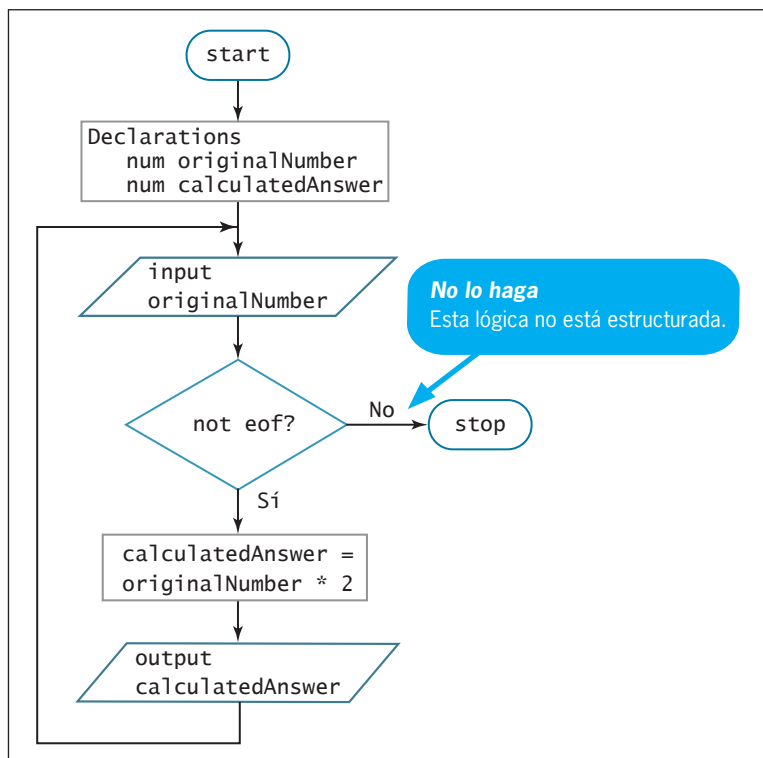 start
Declarations
num originalNumber
num calculatedAnswer
input
originalNumber
No lo haga
Esta lógica no está estructurada.
not eof?
No
stop
Sí
calculatedAnswer =
originalNumber * 2
output
calculatedAnswer